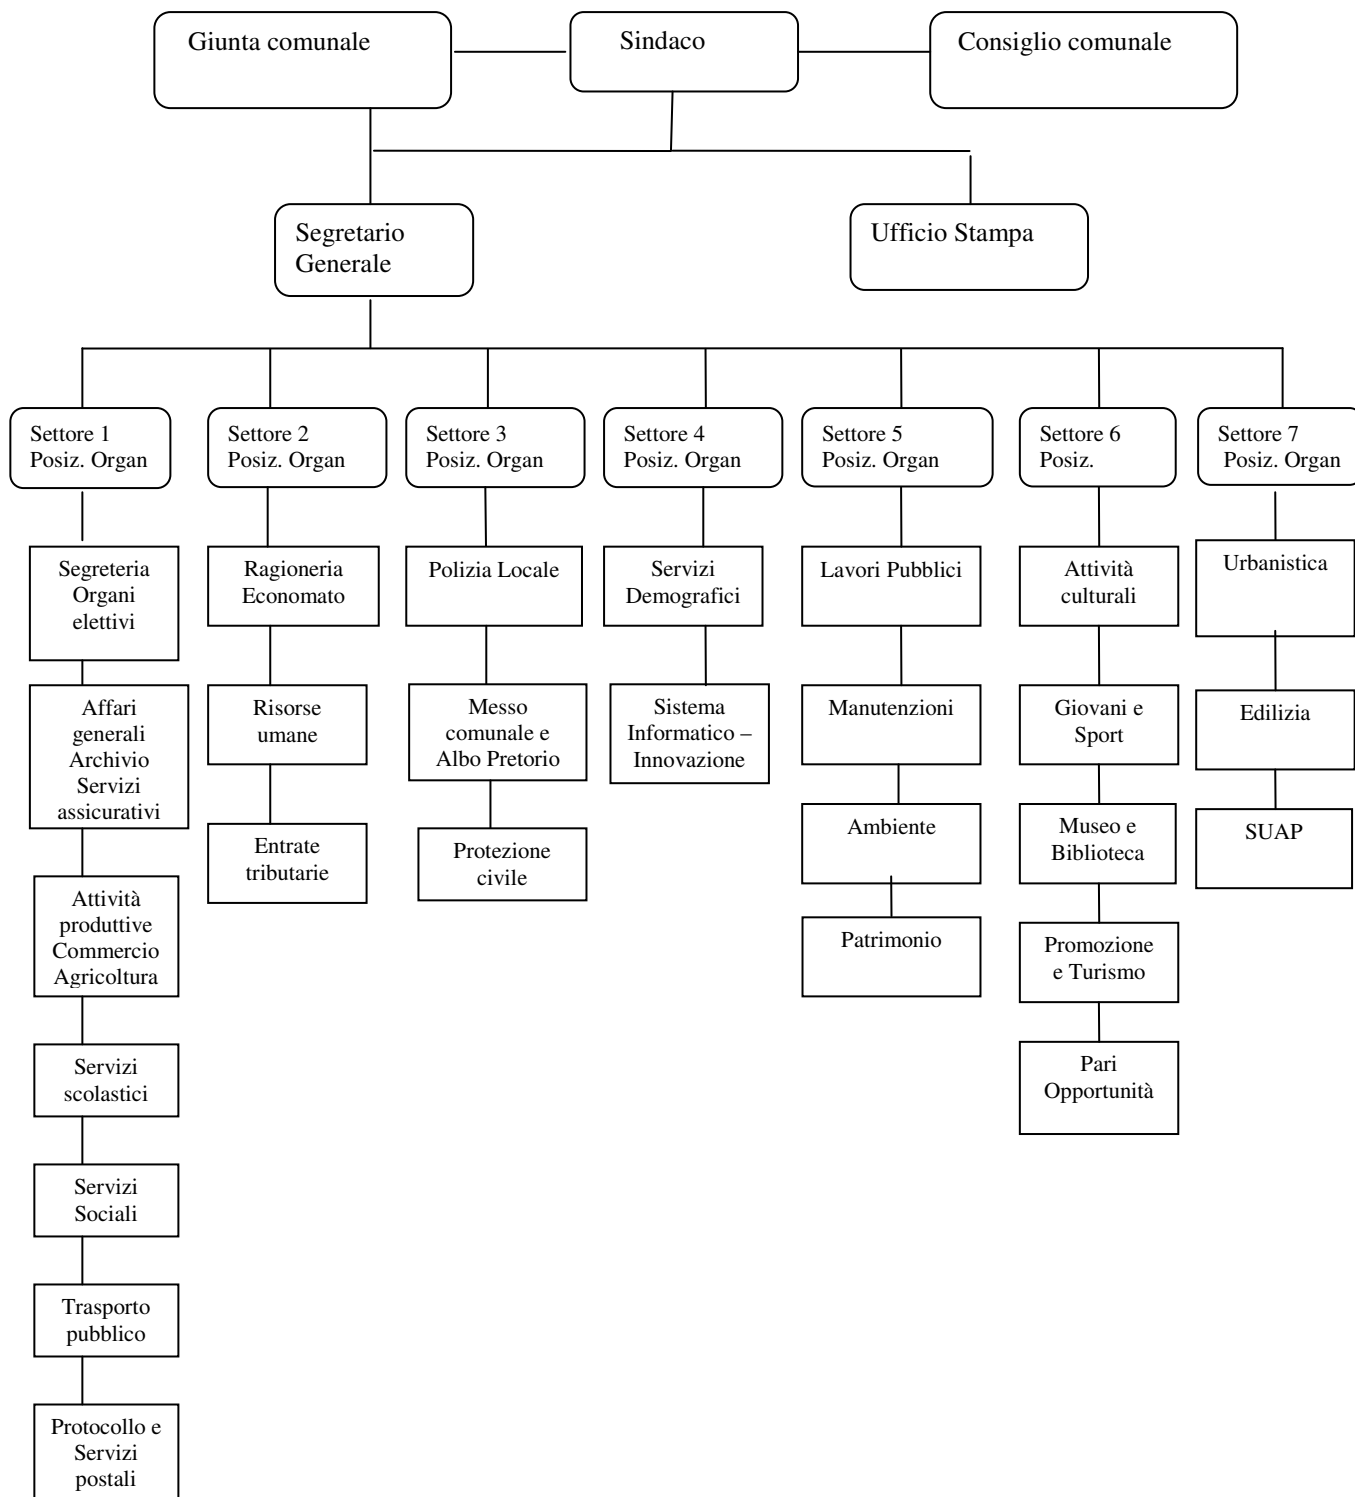 Giunta comunale
Sindaco
Consiglio comunale
Segretario
Generale
Ufficio Stampa
Settore 1
Posiz. Organ
Settore 2
Posiz. Organ
Settore 3
Posiz. Organ
Settore 4
Posiz. Organ
Settore 5
Posiz. Organ
Settore 6
Posiz.
Settore 7
Posiz. Organ
Segreteria
Organi
elettivi
Affari
generali
Archivio
Servizi
assicurativi
Attività
produttive
Commercio
Agricoltura
Servizi
scolastici
Servizi
Sociali
Trasporto
pubblico
Protocollo e
Servizi
postali
Ragioneria
Economato
Risorse
umane
Entrate
tributarie
Polizia Locale
Messo
comunale e
Albo Pretorio
Protezione
civile
Servizi
Demografici
Sistema
Informatico –
Innovazione
Lavori Pubblici
Manutenzioni
Ambiente
Patrimonio
Attività
culturali
Giovani e
Sport
Museo e
Biblioteca
Promozione
e Turismo
Pari
Opportunità
Urbanistica
Edilizia
SUAP